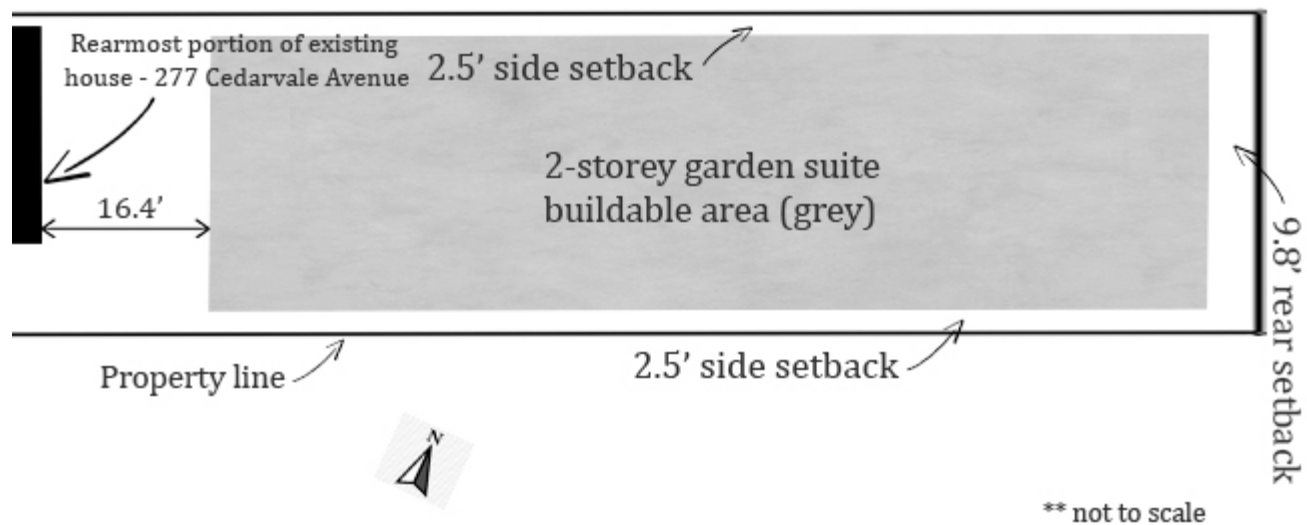 Rearmost portion of existing
house - 277 Cedarvale Avenue
2.5’ side setback
2-storey garden suite
buildable area (grey)
16.4’
9.8’ rear setback
2.5’ side setback
Property line
N
** not to scale